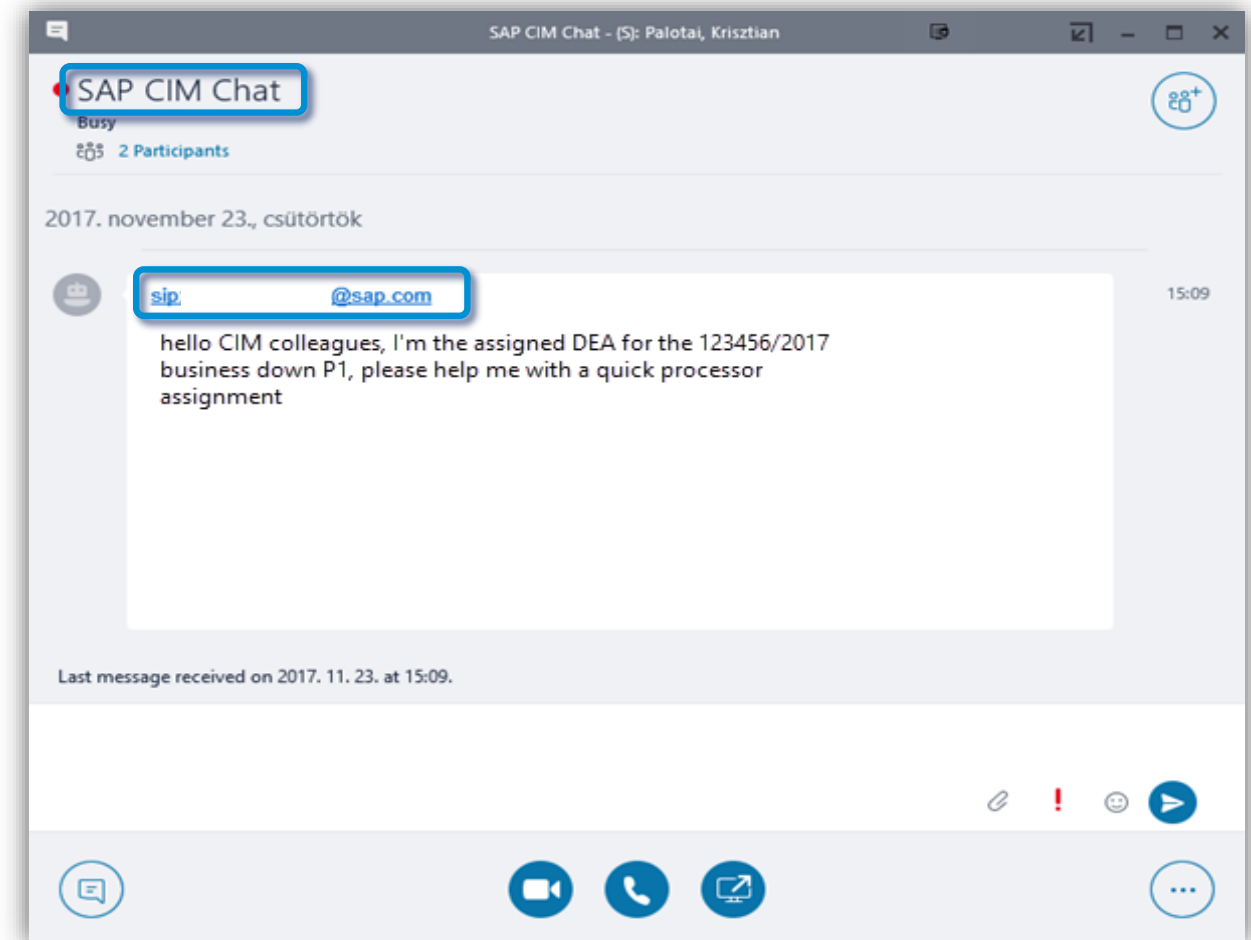 SAP CIM Chat - (S): Palotai, Krisztian
SAP CIM Chat
Busy
2 Participants
2017. november 23., csütörtök
sip: @sap.com
15:09
hello CIM colleagues, I'm the assigned DEA for the 123456/2017
business down P1, please help me with a quick processor
assignment
Last message received on 2017. 11. 23. at 15:09.